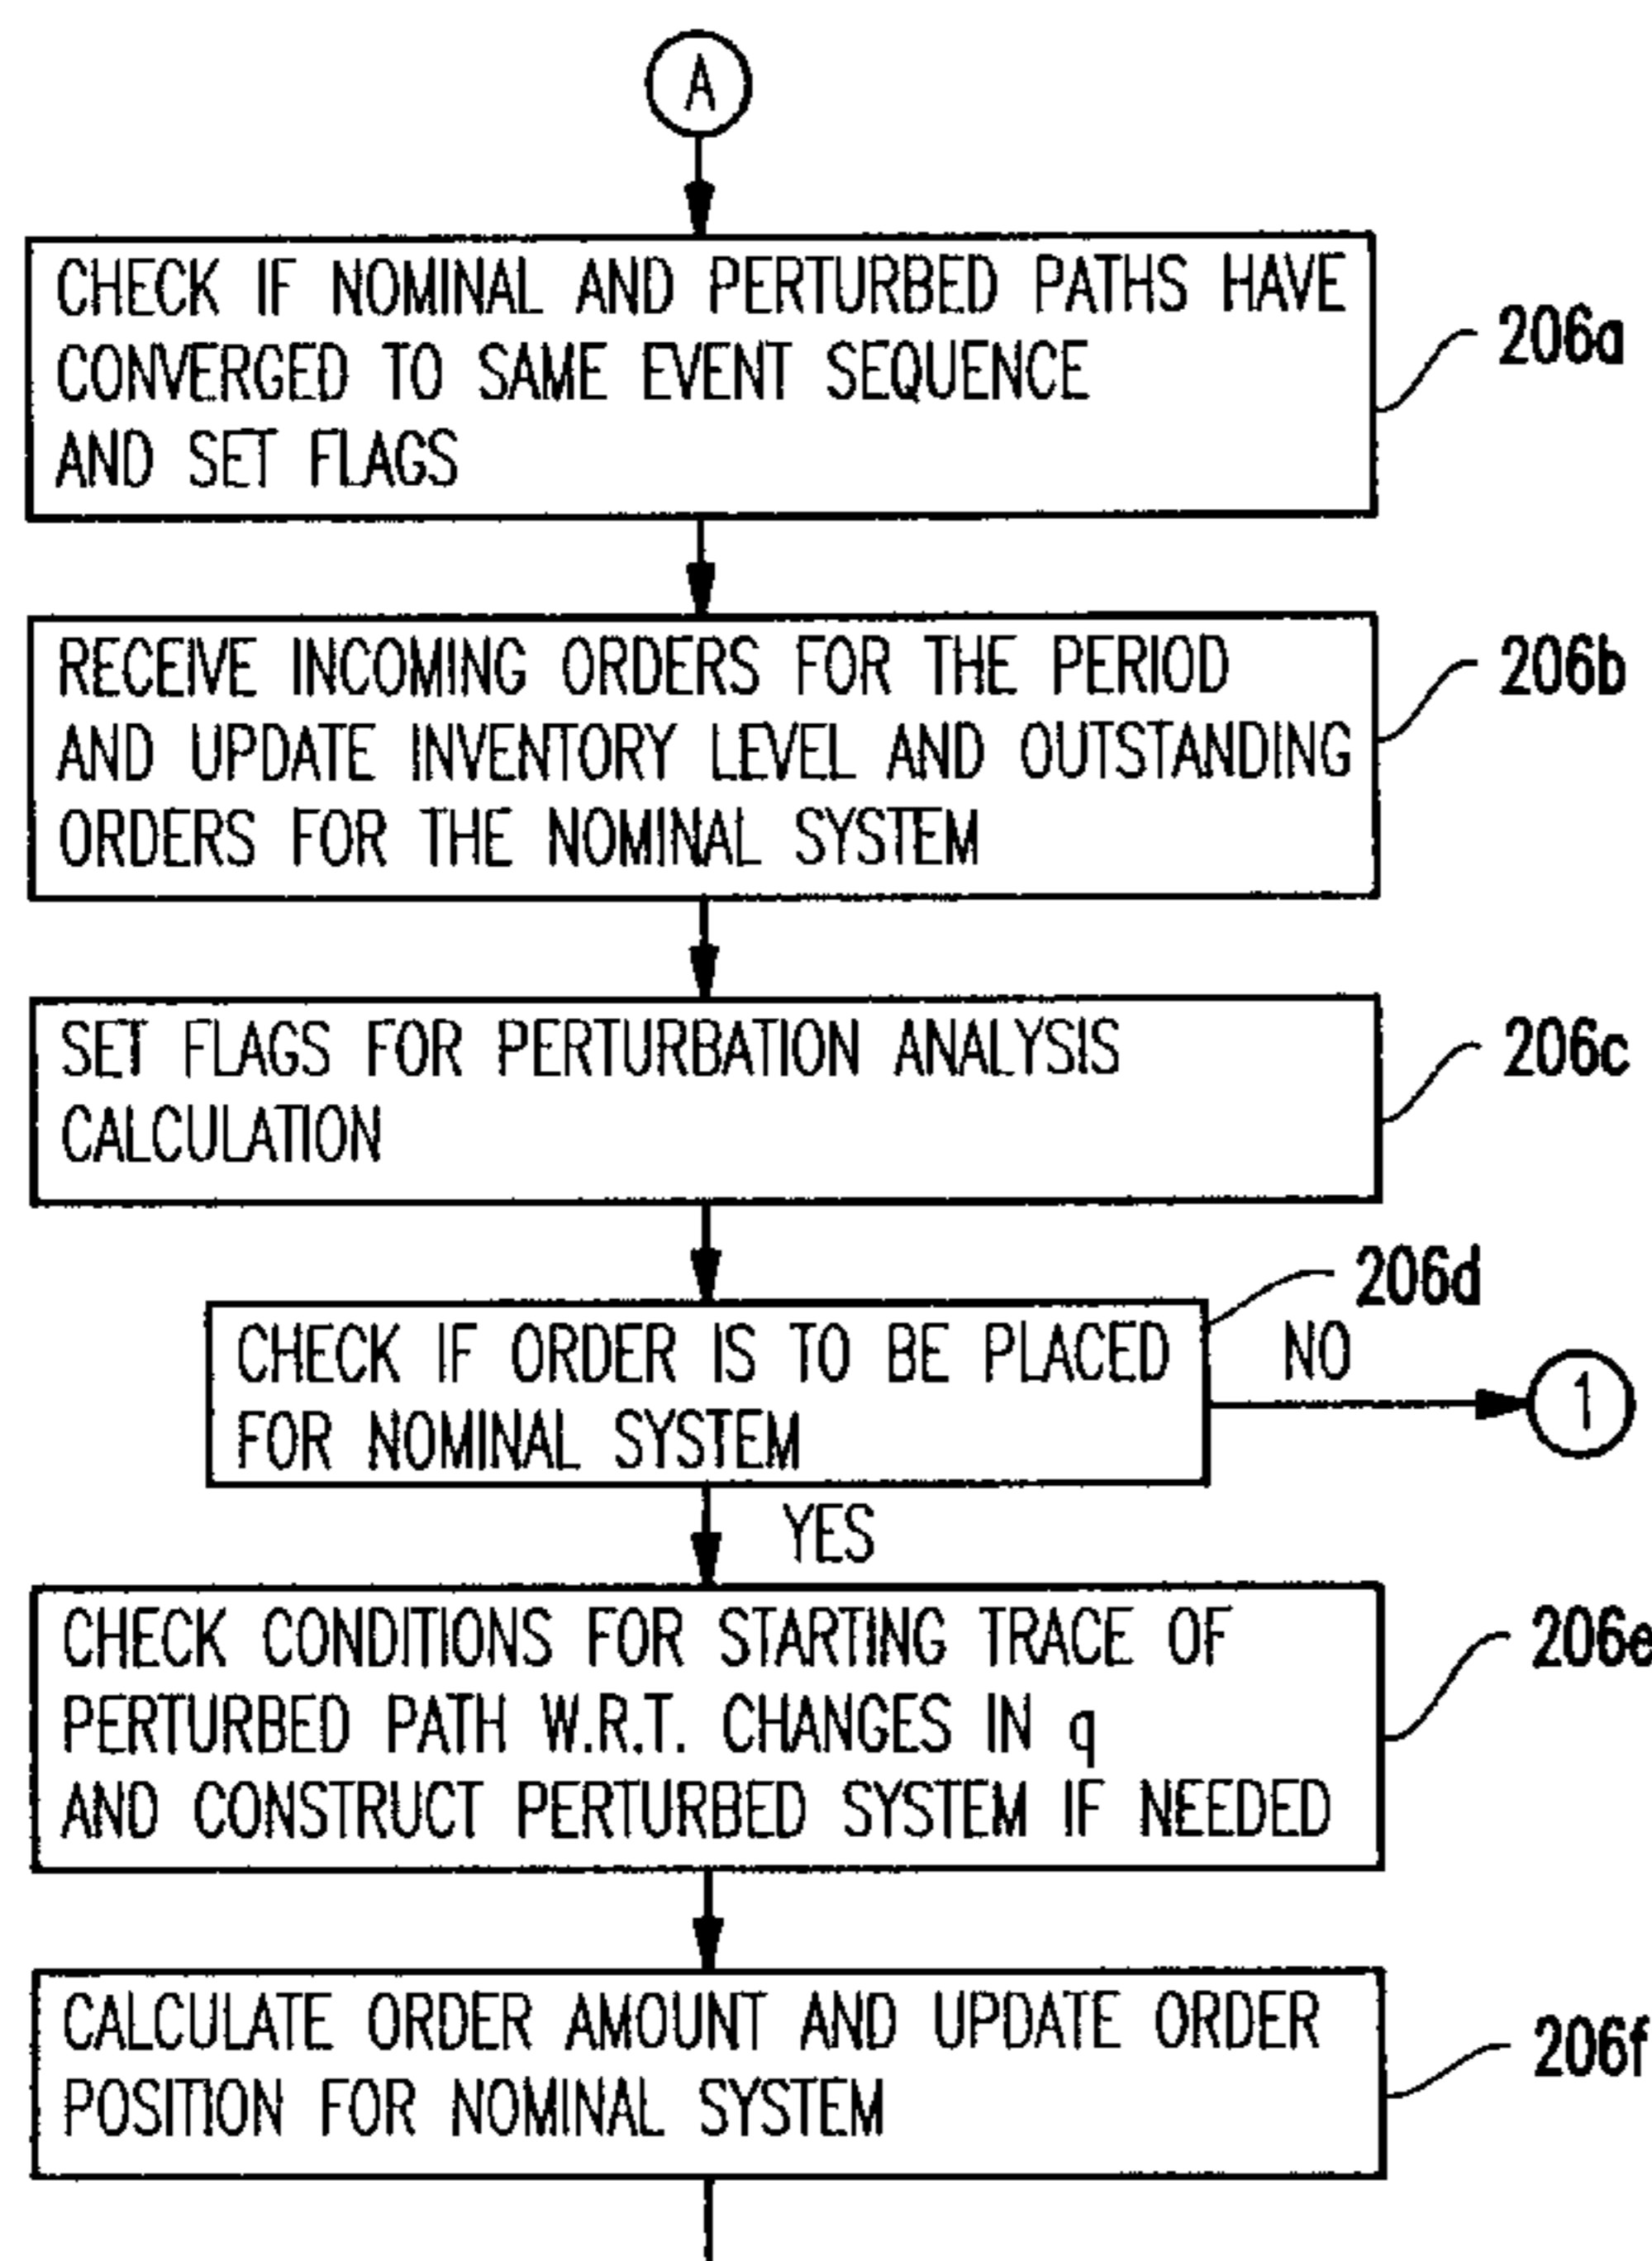 A
CHECK IF NOMINAL AND PERTURBED PATHS HAVE
CONVERGED TO SAME EVENT SEQUENCE
AND SET FLAGS
206a
RECEIVE INCOMING ORDERS FOR THE PERIOD
AND UPDATE INVENTORY LEVEL AND OUTSTANDING
ORDERS FOR THE NOMINAL SYSTEM
206b
SET FLAGS FOR PERTURBATION ANALYSIS
CALCULATION
206c
206d
CHECK IF ORDER IS TO BE PLACED
FOR NOMINAL SYSTEM
NO
1
YES
CHECK CONDITIONS FOR STARTING TRACE OF
PERTURBED PATH W.R.T. CHANGES IN q
AND CONSTRUCT PERTURBED SYSTEM IF NEEDED
206e
CALCULATE ORDER AMOUNT AND UPDATE ORDER
POSITION FOR NOMINAL SYSTEM
206f